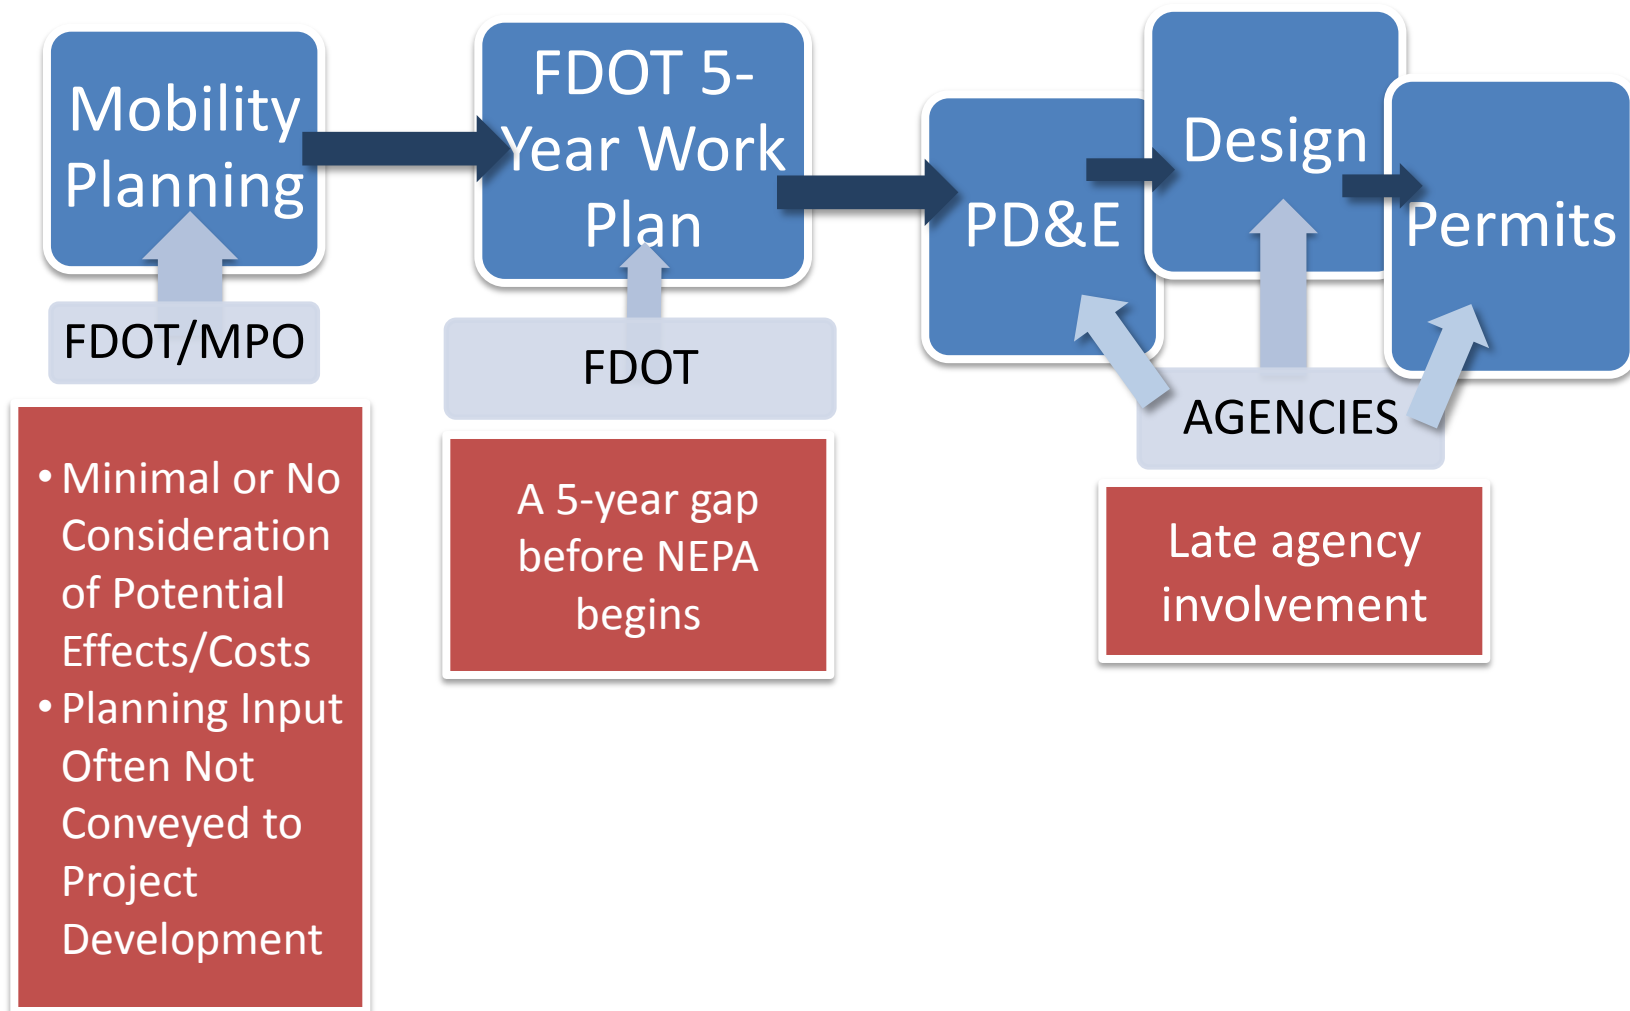 Mobility
Planning
FDOT 5-
Year Work
Plan
PD&E
Design
Permits
FDOT/MPO
FDOT
AGENCIES
• Minimal or No
Consideration
of Potential
Effects/Costs
• Planning Input
Often Not
Conveyed to
Project
Development
A 5-year gap
before NEPA
begins
Late agency
involvement